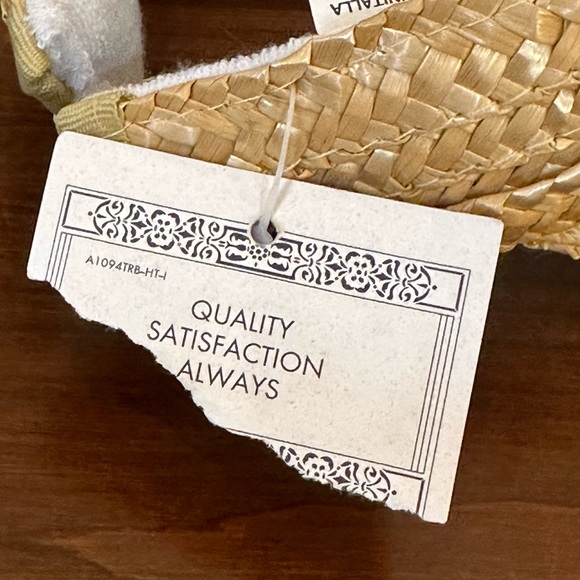 A1094TRB-HT-I
QUALITY
SATISFACTION
ALWAYS